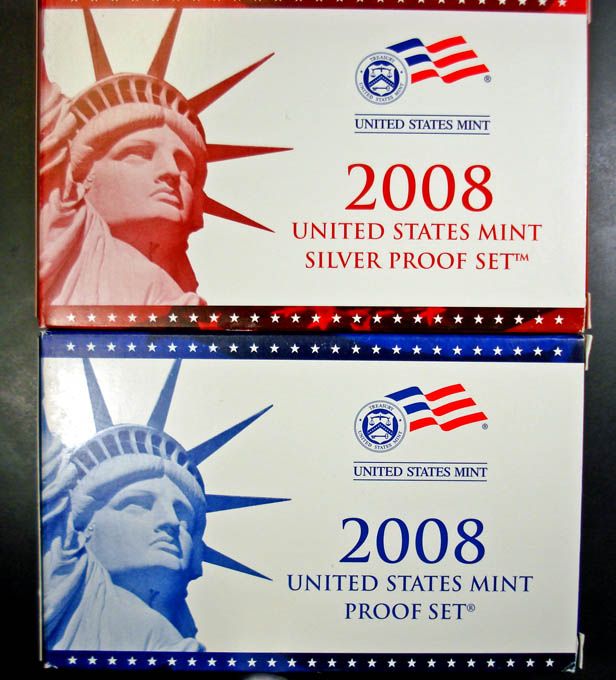 UNITED STATES MINT
2008
UNITED STATES MINT
SILVER PROOF SET™
UNITED STATES MINT
2008
UNITED STATES MINT
PROOF SET®